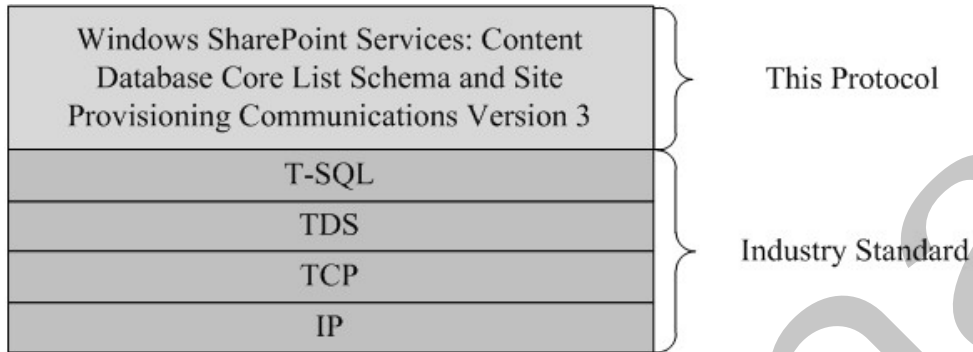 Windows SharePoint Services: Content
Database Core List Schema and Site
Provisioning Communications Version 3
This Protocol
T-SQL
TDS
TCP
IP
Industry Standard